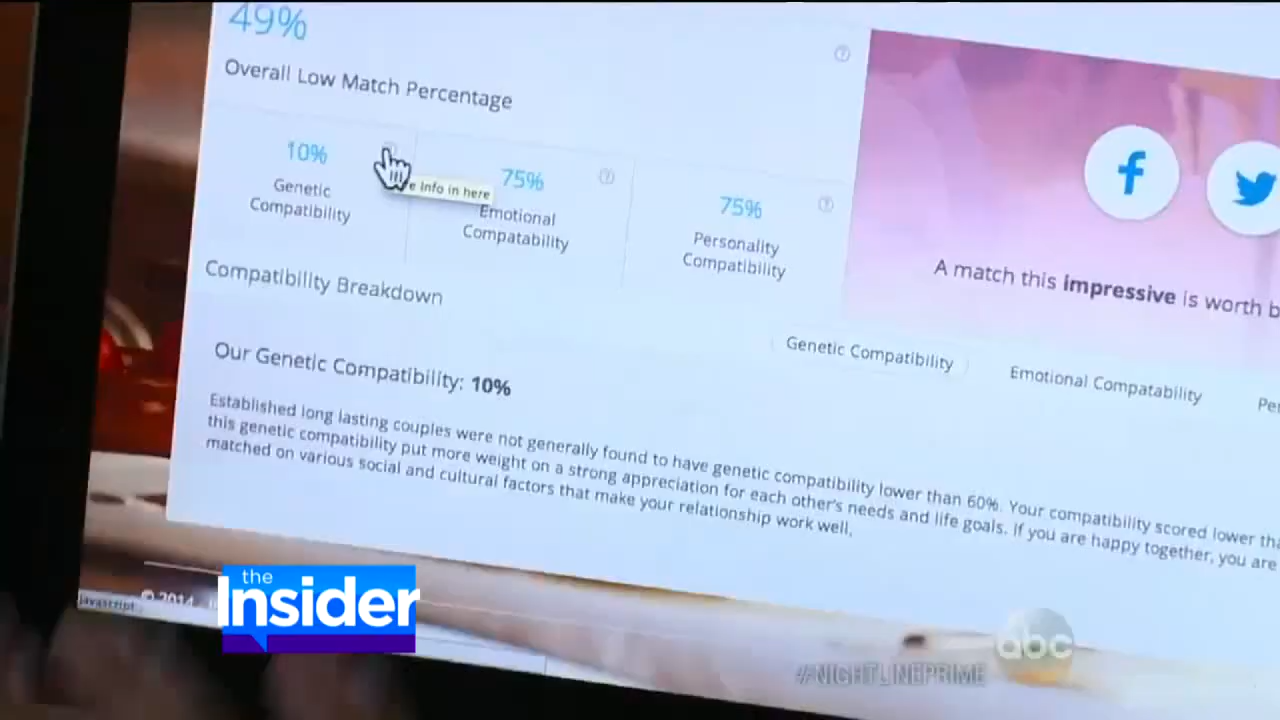 49%
Overall Low Match Percentage
10%
Genetic
Compatibility
e Info in here
75%
Emotional
Compatability
75%
Personality
Compatibility
f
A match this impressive is worth b
Compatibility Breakdown
Genetic Compatibility
Emotional Compatability
Pe
Our Genetic Compatibility: 10%
Established long lasting couples were not generally found to have genetic compatibility lower than 60%. Your compatibility scored lower tha
this genetic compatibility put more weight on a strong appreciation for each other's needs and life goals. If you are happy together, you are
matched on various social and cultural factors that make your relationship work well,
javascript:
© 2014
the
Insider
abc
#NIGHTLINEPRIME